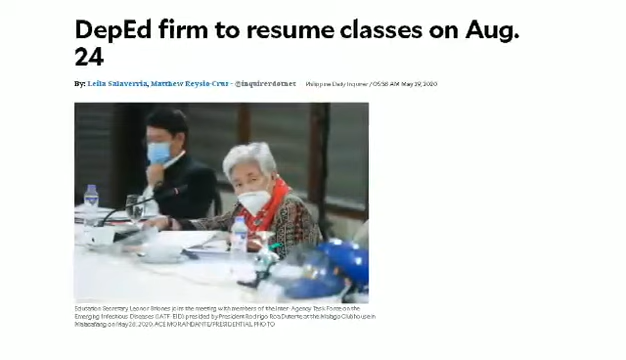 DepEd firm to resume classes on Aug.
24
By: Leila Salaverria, Matthew Reysio-Cruz - @inquirerdotnet Philippine Daily Inquirer / 05:58 AM May 29, 2020
Education Secretary Leonor Briones joins the meeting with members of the Inter-Agency Task Force on the
Emerging Infectious Diseases (IATF-EID) presided by President Rodrigo Roa Duterte at the Malago Clubhouse in
Malacañang on May 28, 2020. ACE MORANDANTE/PRESIDENTIAL PHOTO